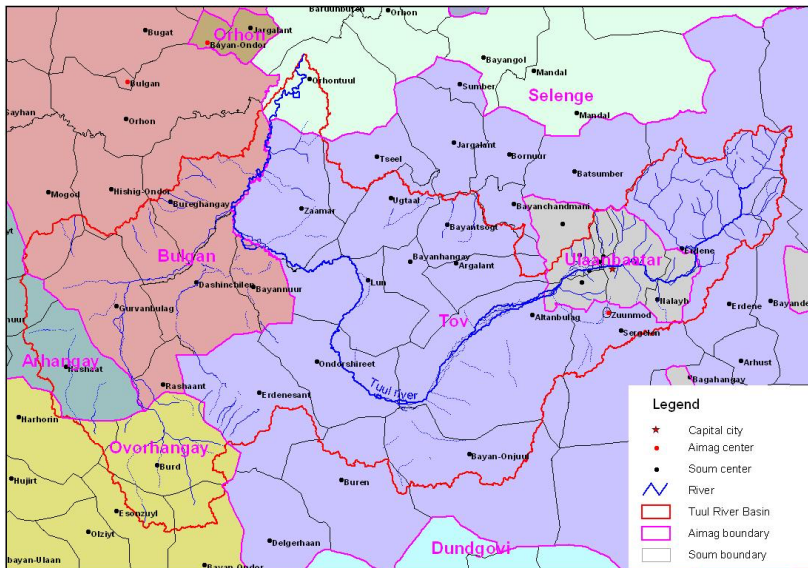 Baruunburen
Orhon
Bugat
Orhon
Jargalant
Bayan-Ondor
Bayangol
Mandal
Bulgan
Orhontuul
Sumber
Selenge
Sayhan
Orhon
Mandal
Jargalant
Tseel
Bornuur
Batsumber
Mogod
Hishig-Ondor
Bureghangay
Zaamar
Ugtaal
Bayanchandmani
Bayantsogt
Ulaanbaatar
Erdene
Bulgan
Bayanhangay
Argalant
Dashinchilen
Bayannuur
Lun
Gurvanbulag
Tov
Altanbulag
Zuunmod
Nalayh
Erdene
Sergelen
Arhangay
Rashaat
Ondorshireet
Arhust
Rashaant
Erdenesant
Tuul river
Bagahangay
Harhorin
Ovorhangay
Burd
Bayan-Onjuul
Hujirt
Buren
Esonzuyl
Olziyt
Delgerhaan
Dundgovi
bayan-Ulaan
Bayan-Ondor
Legend
Capital city
Aimag center
Soum center
River
Tuul River Basin
Aimag boundary
Soum boundary